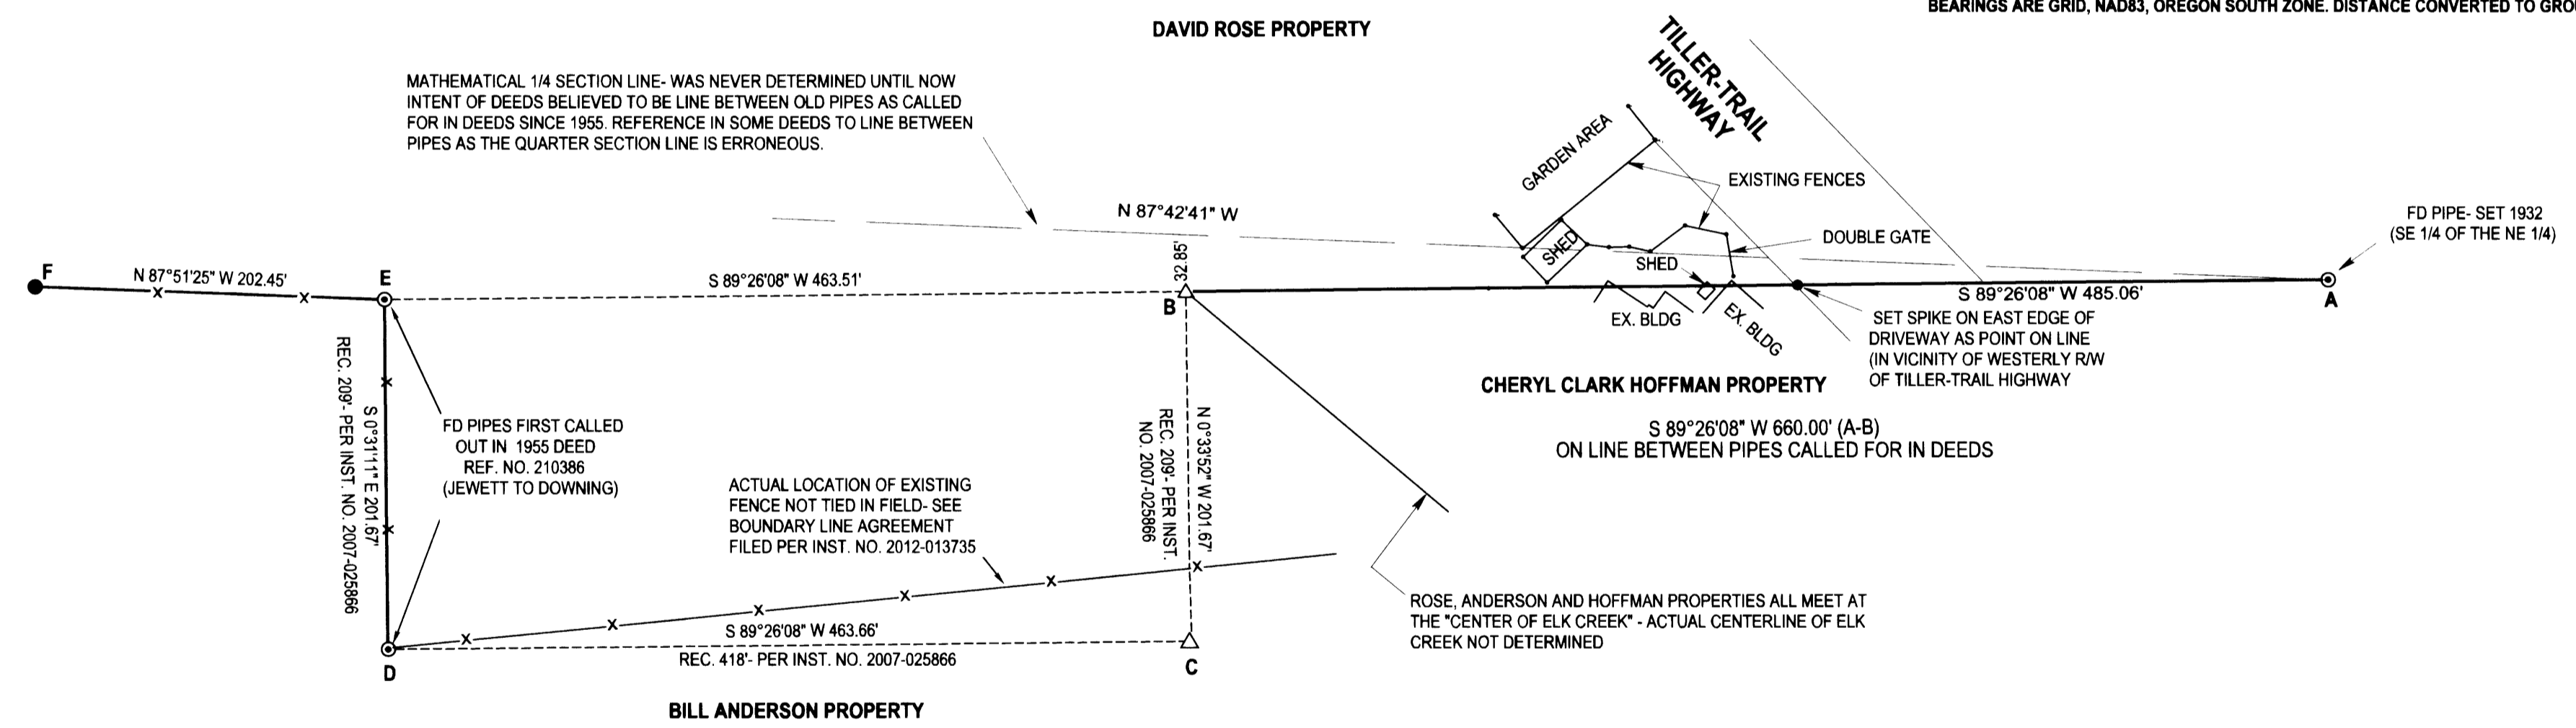 BEARINGS ARE GRID, NAD83, OREGON SOUTH ZONE. DISTANCE CONVERTED TO
DAVID ROSE PROPERTY
TILLER-TRAIL
HIGHWAY
MATHEMATICAL 1/4 SECTION LINE- WAS NEVER DETERMINED UNTIL NOW
INTENT OF DEEDS BELIEVED TO BE LINE BETWEEN OLD PIPES AS CALLED
FOR IN DEEDS SINCE 1955. REFERENCE IN SOME DEEDS TO LINE BETWEEN
PIPES AS THE QUARTER SECTION LINE IS ERRONEOUS.
GARDEN AREA
EXISTING FENCES
N 87°42'41" W
FD PIPE- SET 1932
(SE 1/4 OF THE NE 1/4)
DOUBLE GATE
SHED
SHED
32.85'
F
N 87°51'25" W 202.45'
E
S 89°26'08" W 463.51'
B
S 89°26'08" W 485.06'
A
EX. BLDG
EX. BLDG
SET SPIKE ON EAST EDGE OF
DRIVEWAY AS POINT ON LINE
(IN VICINITY OF WESTERLY R/W
OF TILLER-TRAIL HIGHWAY
CHERYL CLARK HOFFMAN PROPERTY
S 89°26'08" W 660.00' (A-B)
ON LINE BETWEEN PIPES CALLED FOR IN DEEDS
S 0°31'11" E 201.67'
REC. 209'- PER INST. NO. 2007-025866
FD PIPES FIRST CALLED
OUT IN 1955 DEED
REF. NO. 210386
(JEWETT TO DOWNING)
N 0°33'52" W 201.67'
REC. 209'- PER INST.
NO. 2007-025866
ACTUAL LOCATION OF EXISTING
FENCE NOT TIED IN FIELD- SEE
BOUNDARY LINE AGREEMENT
FILED PER INST. NO. 2012-013735
ROSE, ANDERSON AND HOFFMAN PROPERTIES ALL MEET AT
THE "CENTER OF ELK CREEK" - ACTUAL CENTERLINE OF ELK
CREEK NOT DETERMINED
S 89°26'08" W 463.66'
REC. 418'- PER INST. NO. 2007-025866
D
C
BILL ANDERSON PROPERTY